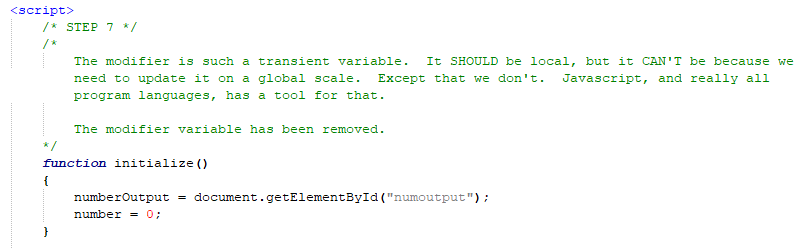 <script>
/* STEP 7 */
/*
The modifier is such a transient variable.  It SHOULD be local, but it CAN'T be because we
need to update it on a global scale.  Except that we don't.  Javascript, and really all
program languages, has a tool for that.
The modifier variable has been removed.
*/
function initialize()
{
numberOutput = document.getElementById("numoutput");
number = 0;
}